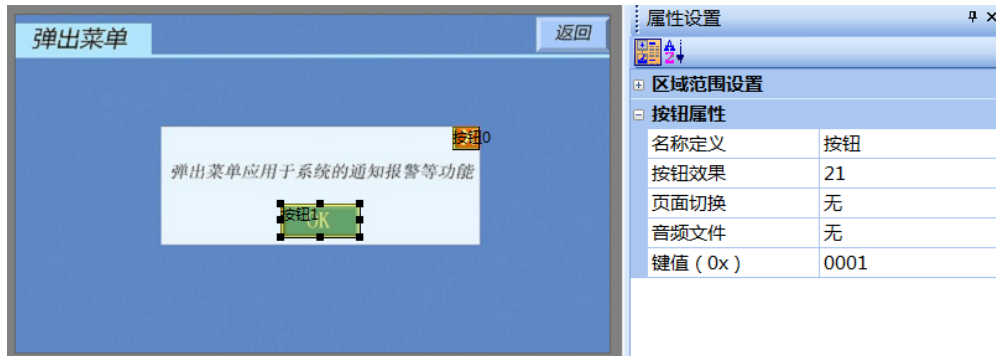 弹出菜单
返回
按钮0
弹出菜单应用于系统的通知报警等功能
按钮1
OK
属性设置
区域范围设置
按钮属性
名称定义 按钮
按钮效果 21
页面切换 无
音频文件 无
键值（0x） 0001